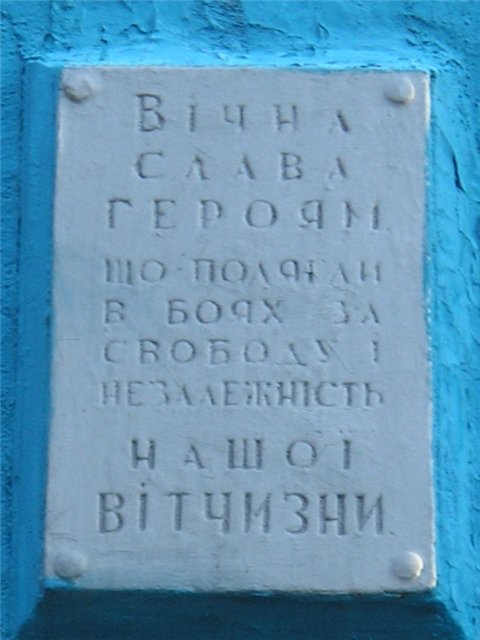 ВІЧНА
СЛАВА
ГЕРОЯМ
ЩО ПОЛЯГЛИ
В БОЯХ ЗА
СВОБОДУ І
НЕЗАЛЕЖНІСТЬ
НАШОЇ
ВІТЧИЗНИ.